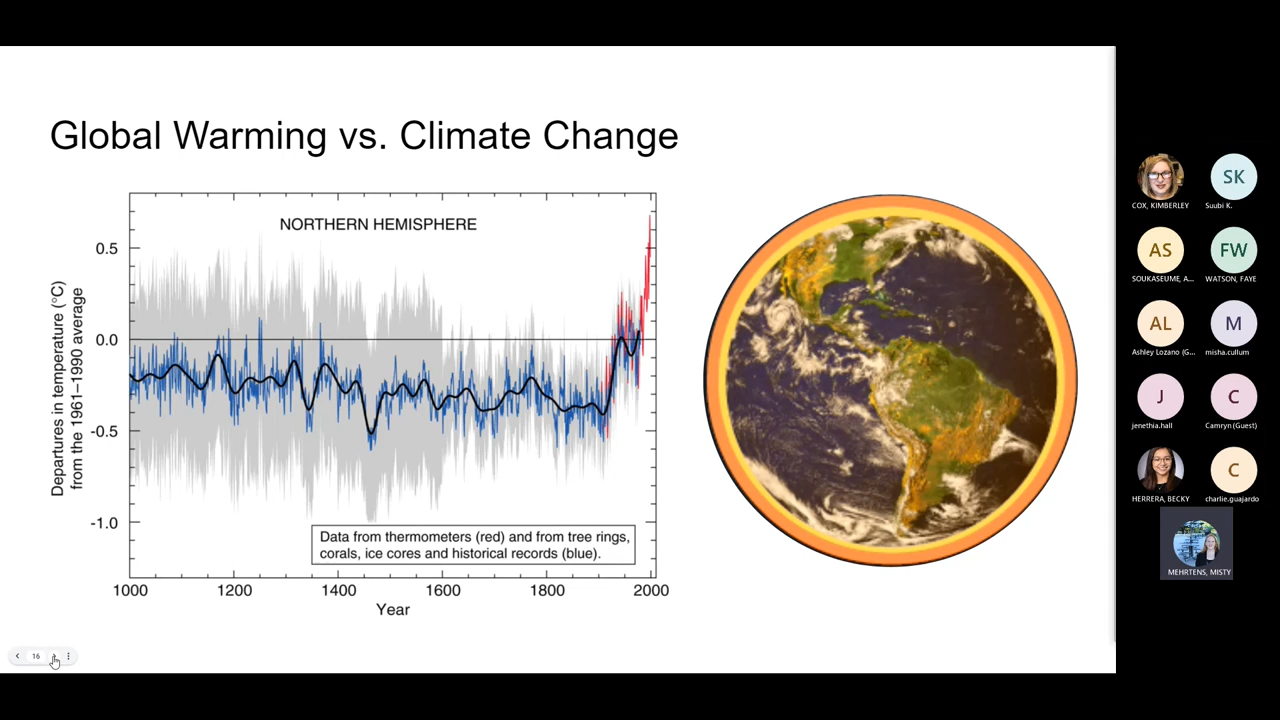 Global Warming vs. Climate Change
NORTHERN HEMISPHERE
Departures in temperature (°C)
from the 1961–1990 average
0.5
0.0
-0.5
-1.0
Data from thermometers (red) and from tree rings,
corals, ice cores and historical records (blue).
1000 1200 1400 1600 1800 2000
Year
16
SK
COX, KIMBERLEY Suubi K.
AS FW
SOUKASEUME, A... WATSON, FAYE
AL M
Ashley Lozano (G... misha.cullum
J C
jenethia.hall Camryn (Guest)
C
HERRERA, BECKY charlie.guajardo
MEHRTENS, MISTY